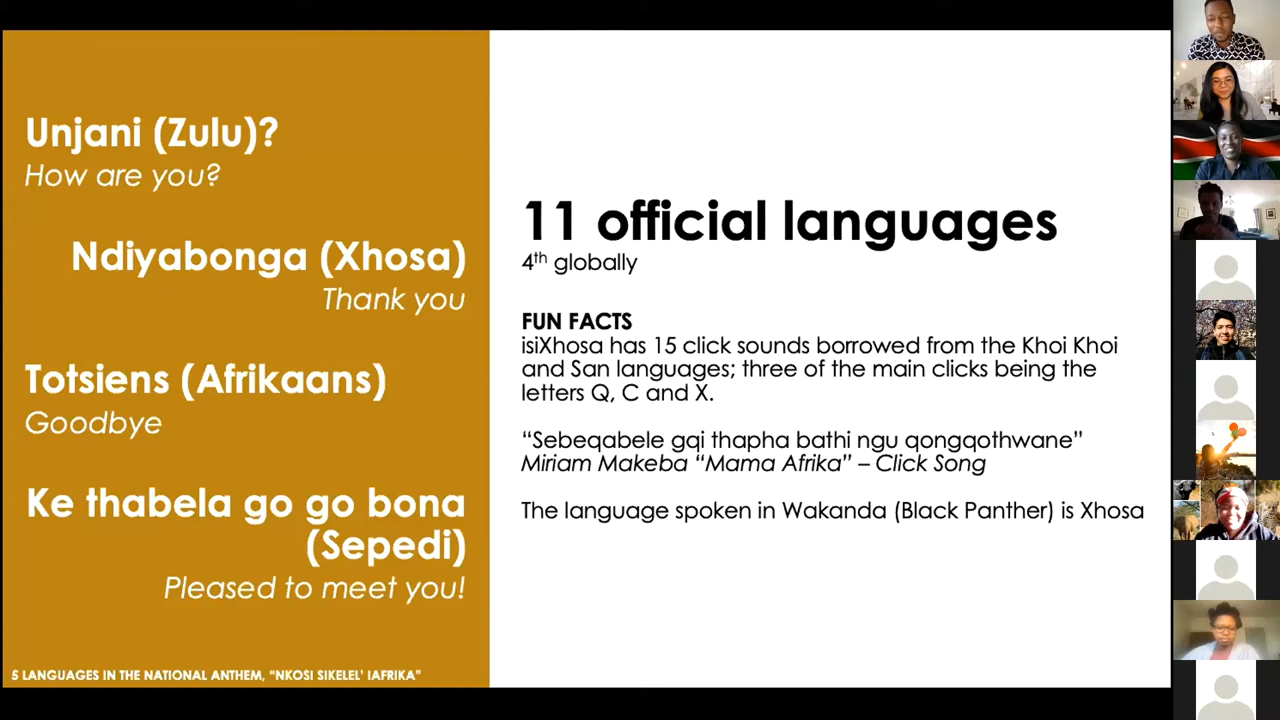 Unjani (Zulu)?
How are you?
Ndiyabonga (Xhosa)
Thank you
Totsiens (Afrikaans)
Goodbye
Ke thabela go go bona
(Sepedi)
Pleased to meet you!
5 LANGUAGES IN THE NATIONAL ANTHEM, “NKOSI SIKELEL’ IAFRIKA”
11 official languages
4th globally
FUN FACTS
isiXhosa has 15 click sounds borrowed from the Khoi Khoi
and San languages; three of the main clicks being the
letters Q, C and X.
“Sebeqabele gqi thapha bathi ngu qongqothwane”
Miriam Makeba “Mama Afrika” – Click Song
The language spoken in Wakanda (Black Panther) is Xhosa